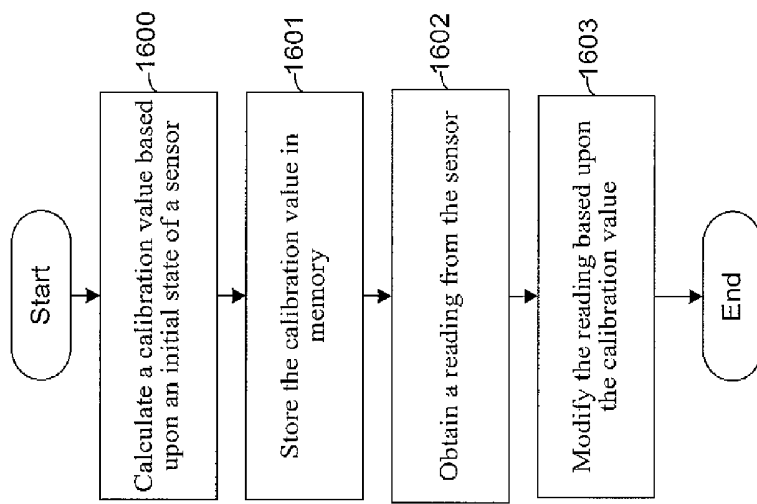 Start
Calculate a calibration value based
upon an initial state of a sensor
1600
Store the calibration value in
memory
1601
Obtain a reading from the sensor
1602
Modify the reading based upon
the calibration value
1603
End